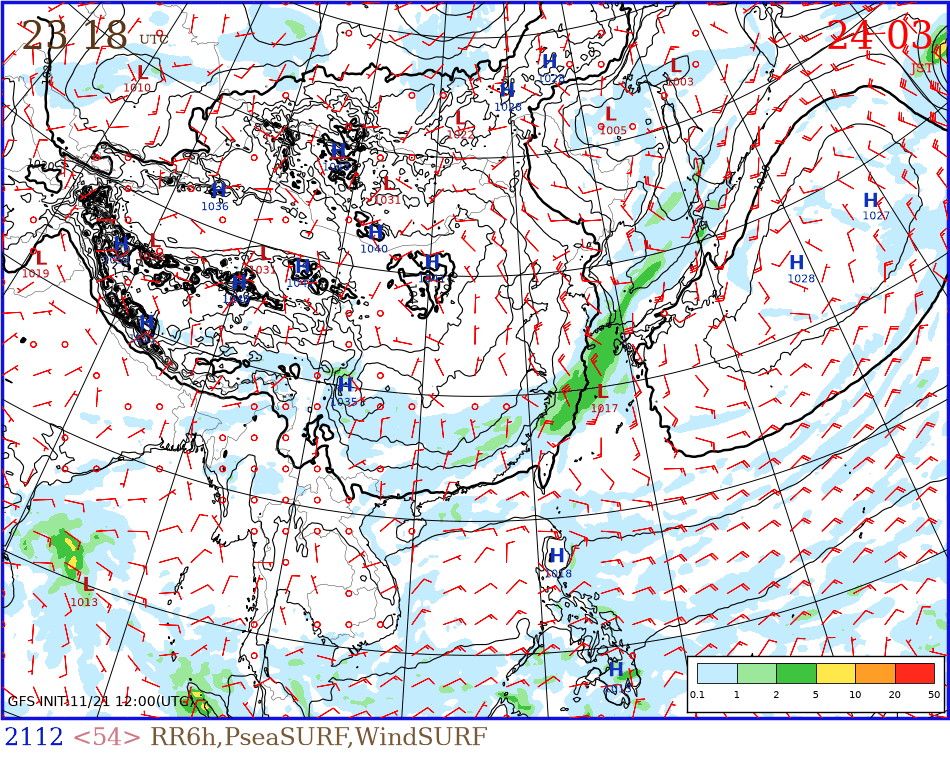 23 18 UTC
24 03 JST
H 1028
L 1003
L 1010
H 1028
L 1005
L
H
H 1036
L 1031
H 1027
H 1040
L 1019
H
L
L 1031
H
H
H
H 1028
H
H 1035
L 1017
H 1018
L 1013
H
GFS-INIT:11/21 12:00(UTC)
0.1 1 2 5 10 20 50
2112 <54> RR6h,PseaSURF,WindSURF